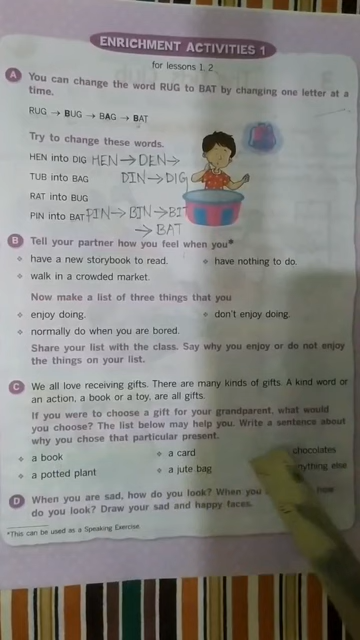 ENRICHMENT ACTIVITIES 1
for lessons 1, 2
A You can change the word RUG to BAT by changing one letter at a time.
RUG → BUG → BAG → BAT
Try to change these words.
HEN into DIG HEN→DEN→
TUB into BAG DIN→DIG
RAT into BUG
PIN into BAT PIN→BIN→BIT
→BAT
B Tell your partner how you feel when you*
❖ have a new storybook to read. ❖ have nothing to do.
❖ walk in a crowded market.
Now make a list of three things that you
❖ enjoy doing. ❖ don't enjoy doing.
❖ normally do when you are bored.
Share your list with the class. Say why you enjoy or do not enjoy
the things on your list.
C We all love receiving gifts. There are many kinds of gifts. A kind word or
an action, a book or a toy, are all gifts.
If you were to choose a gift for your grandparent, what would
you choose? The list below may help you. Write a sentence about
why you chose that particular present.
❖ a book ❖ a card chocolates
❖ a potted plant ❖ a jute bag else
D When you are sad, how do you look? When you how
do you look? Draw your sad and happy faces.
*This can be used as a Speaking Exercise.